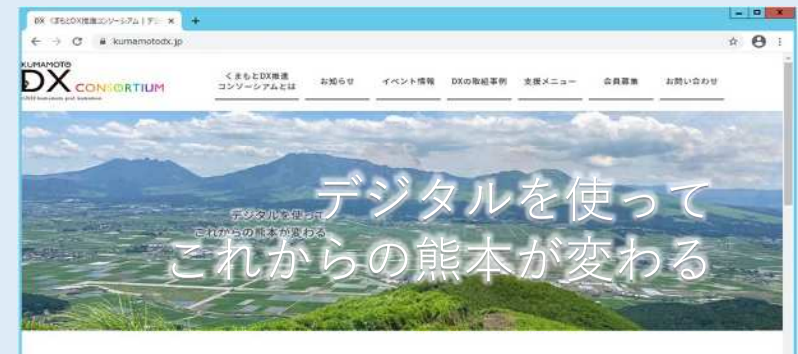 くまもとDX推進コンソーシアム | デジ
kumamotodx.jp
KUMAMOTO
DX CONSORTIUM
くまもとDX推進
コンソーシアムとは
お知らせ
イベント情報
DXの取組事例
支援メニュー
会員募集
お問い合わせ
デジタルを使って
これからの熊本が変わる
デジタルを使って
これからの熊本が変わる